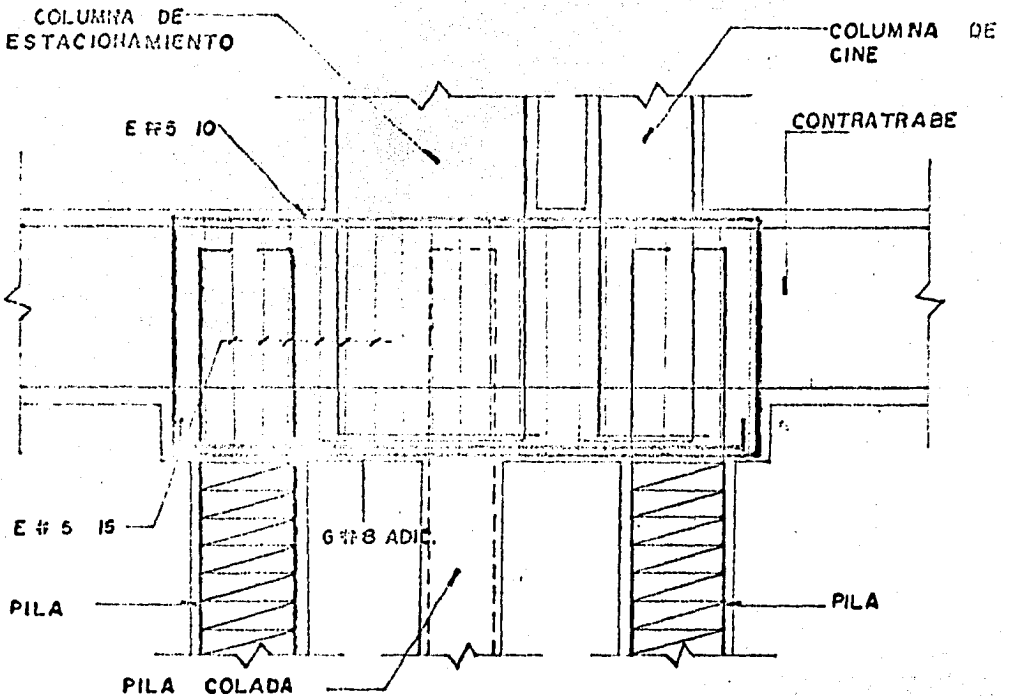 COLUMNA DE
ESTACIONAMIENTO
COLUMNA DE
CINE
E #5 10
CONTRATRABE
E # 5 15
6 #8 ADIC.
PILA
PILA
PILA COLADA